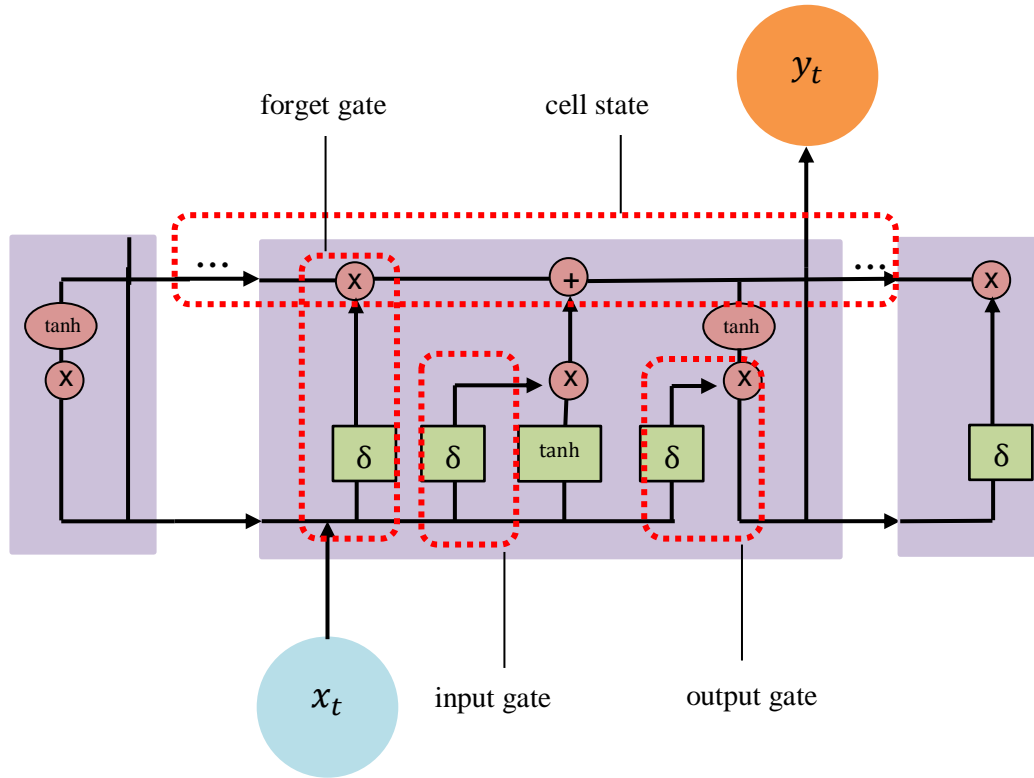 y_t
forget gate
cell state
... ...
x + x
tanh tanh
x x x
δ δ tanh δ δ
x_t
input gate
output gate